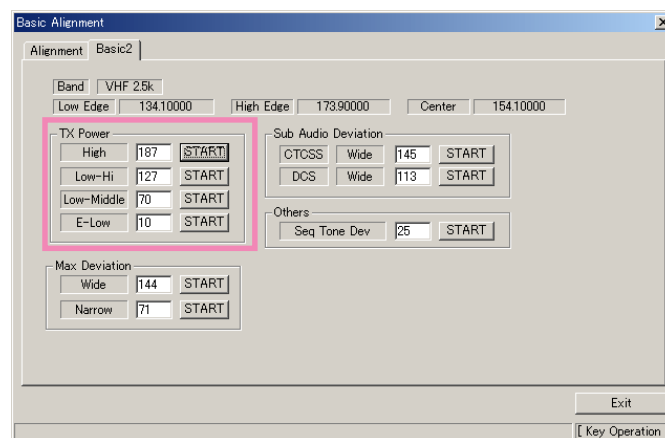 Basic Alignment
Alignment Basic2
Band VHF 2.5k
Low Edge 134.10000 High Edge 173.90000 Center 154.10000
TX Power
High 187 START
Low-Hi 127 START
Low-Middle 70 START
E-Low 10 START
Sub Audio Deviation
CTCSS Wide 145 START
DCS Wide 113 START
Others
Seq Tone Dev 25 START
Max Deviation
Wide 144 START
Narrow 71 START
Exit
[ Key Operation